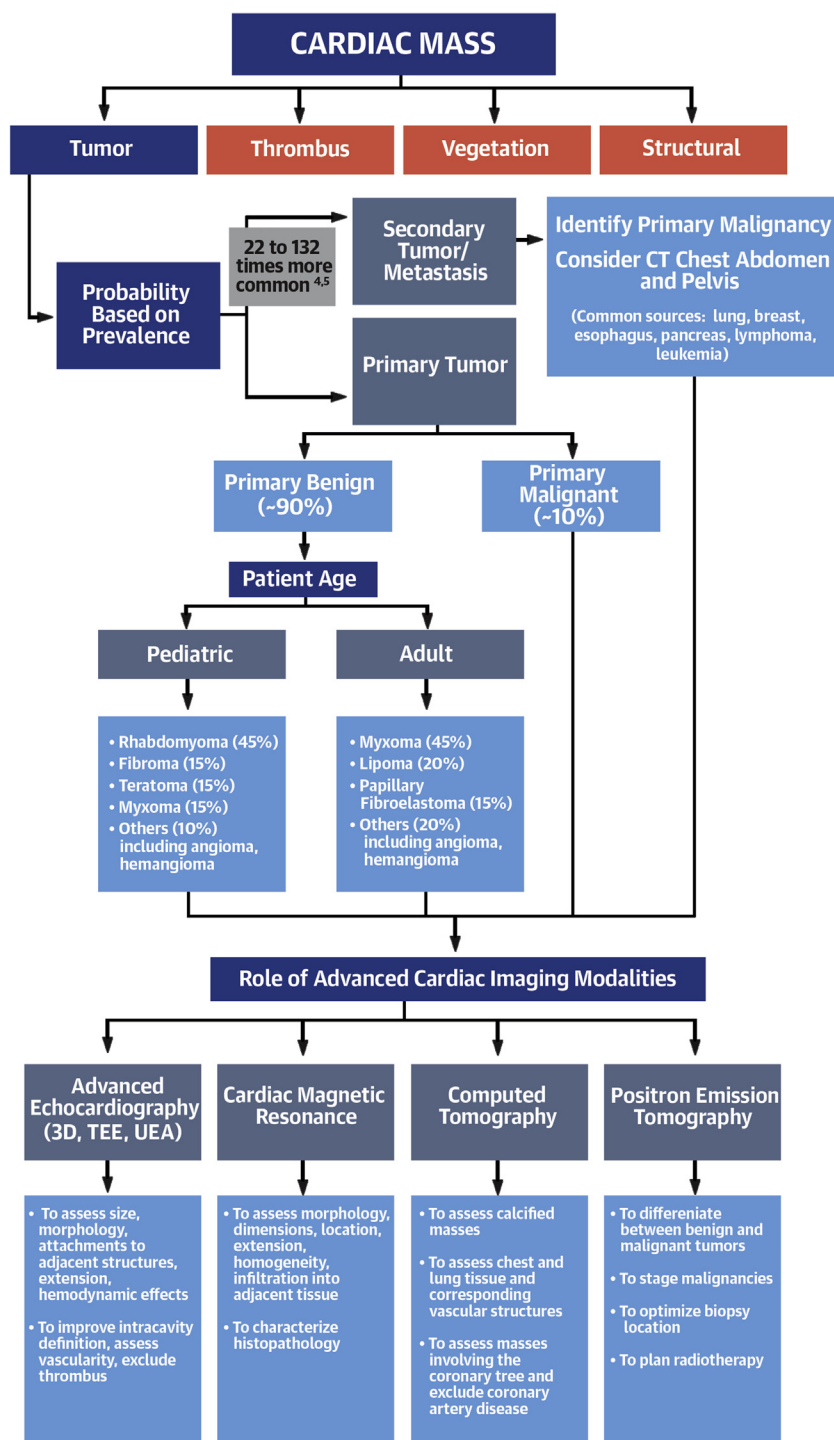 CARDIAC MASS
Tumor
Thrombus
Vegetation
Structural
Probability
Based on
Prevalence
22 to 132
times more
common 4,5
Secondary
Tumor/
Metastasis
Identify Primary Malignancy
Consider CT Chest Abdomen
and Pelvis
(Common sources: lung, breast,
esophagus, pancreas, lymphoma,
leukemia)
Primary Tumor
Primary Benign
(~90%)
Primary
Malignant
(~10%)
Patient Age
Pediatric
Adult
• Rhabdomyoma (45%)
• Fibroma (15%)
• Teratoma (15%)
• Myxoma (15%)
• Others (10%)
including angioma,
hemangioma
• Myxoma (45%)
• Lipoma (20%)
• Papillary
Fibroelastoma (15%)
• Others (20%)
including angioma,
hemangioma
Role of Advanced Cardiac Imaging Modalities
Advanced
Echocardiography
(3D, TEE, UEA)
Cardiac Magnetic
Resonance
Computed
Tomography
Positron Emission
Tomography
• To assess size,
morphology,
attachments to
adjacent structures,
extension,
hemodynamic effects
• To improve intracavity
definition, assess
vascularity, exclude
thrombus
• To assess morphology,
dimensions, location,
extension,
homogeneity,
infiltration into
adjacent tissue
• To characterize
histopathology
• To assess calcified
masses
• To assess chest and
lung tissue and
corresponding
vascular structures
• To assess masses
involving the
coronary tree and
exclude coronary
artery disease
• To differeniate
between benign and
malignant tumors
• To stage malignancies
• To optimize biopsy
location
• To plan radiotherapy